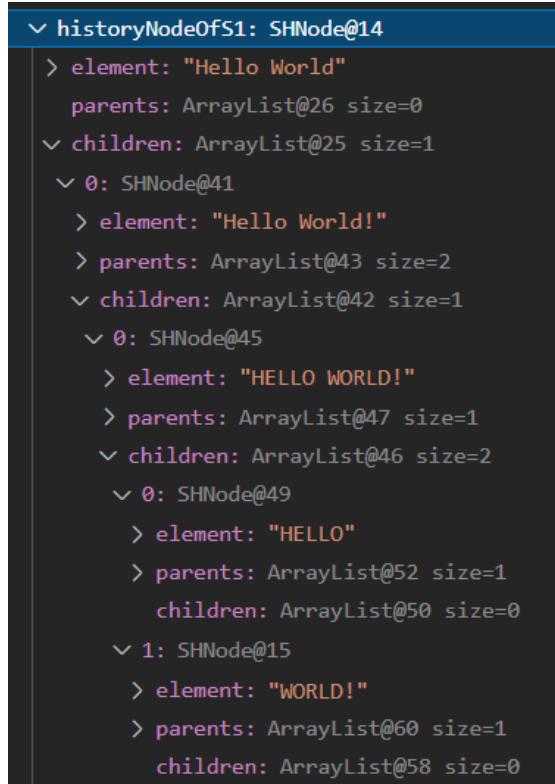 historyNodeOfS1: SHNode@14
element: "Hello World"
parents: ArrayList@26 size=0
children: ArrayList@25 size=1
0: SHNode@41
element: "Hello World!"
parents: ArrayList@43 size=2
children: ArrayList@42 size=1
0: SHNode@45
element: "HELLO WORLD!"
parents: ArrayList@47 size=1
children: ArrayList@46 size=2
0: SHNode@49
element: "HELLO"
parents: ArrayList@52 size=1
children: ArrayList@50 size=0
1: SHNode@15
element: "WORLD!"
parents: ArrayList@60 size=1
children: ArrayList@58 size=0